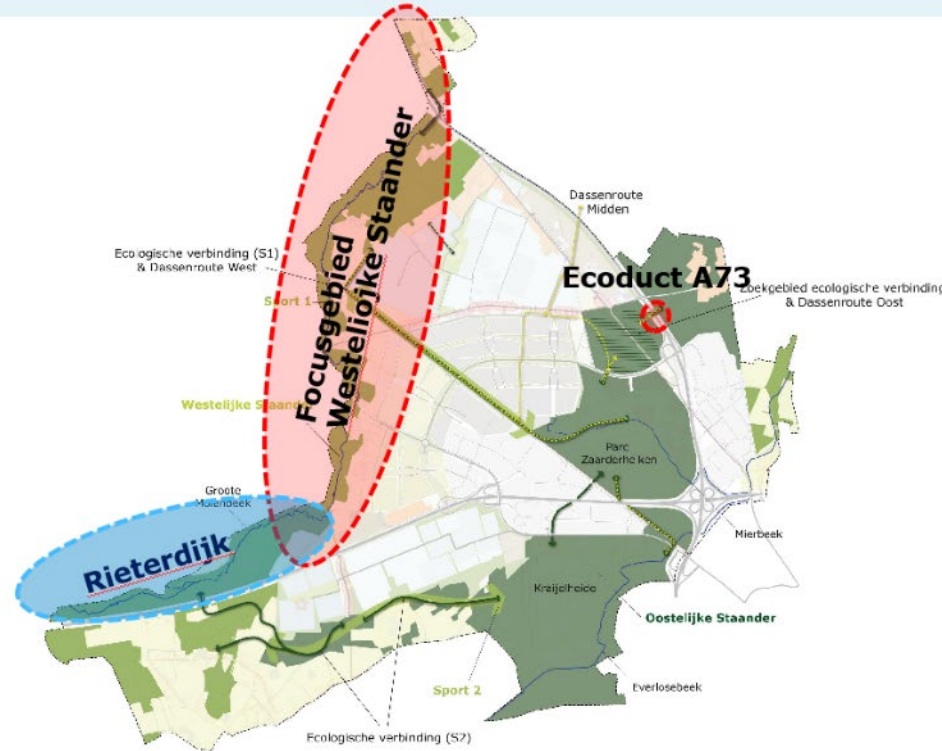 Dassenroute
Midden
Ecologische verbinding (S1)
& Dassenroute West
Ecoduct A73
Zoekgebied ecologische verbinding
& Dassenroute Oost
Sport 1
Focusgebied
Westelijke Staander
Westelijke Staander
Parc
Zaarderheiken
Groote
Molenbeek
Mierbeek
Rieterdijk
Kraijelheide
Oostelijke Staander
Sport 2
Everlosebeek
Ecologische verbinding (S2)